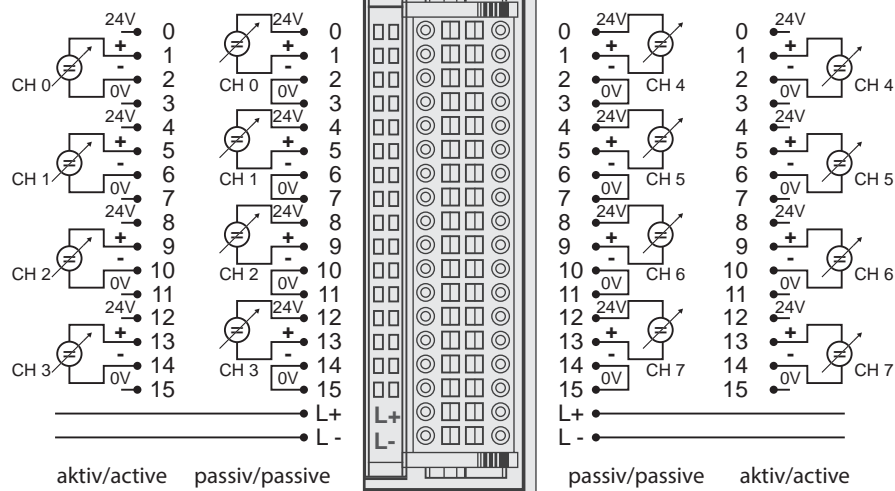 24V 0 24V 0 0 24V 0 24V
+ 1 + 1 1 + 1 +
CH 0 - 2 CH 0 - 2 2 - CH 4 2 - CH 4
0V 3 0V 3 3 0V 3 0V
24V 4 24V 4 4 24V 4 24V
+ 5 + 5 5 + 5 +
CH 1 - 6 CH 1 - 6 6 - CH 5 6 - CH 5
0V 7 0V 7 7 0V 7 0V
24V 8 24V 8 8 24V 8 24V
+ 9 + 9 9 + 9 +
CH 2 - 10 CH 2 - 10 10 - CH 6 10 - CH 6
0V 11 0V 11 11 0V 11 0V
24V 12 24V 12 12 24V 12 24V
+ 13 + 13 13 + 13 +
CH 3 - 14 CH 3 - 14 14 - CH 7 14 - CH 7
0V 15 0V 15 15 0V 15 0V
L+ L+ L+
L - L- L -
aktiv/active passiv/passive passiv/passive aktiv/active